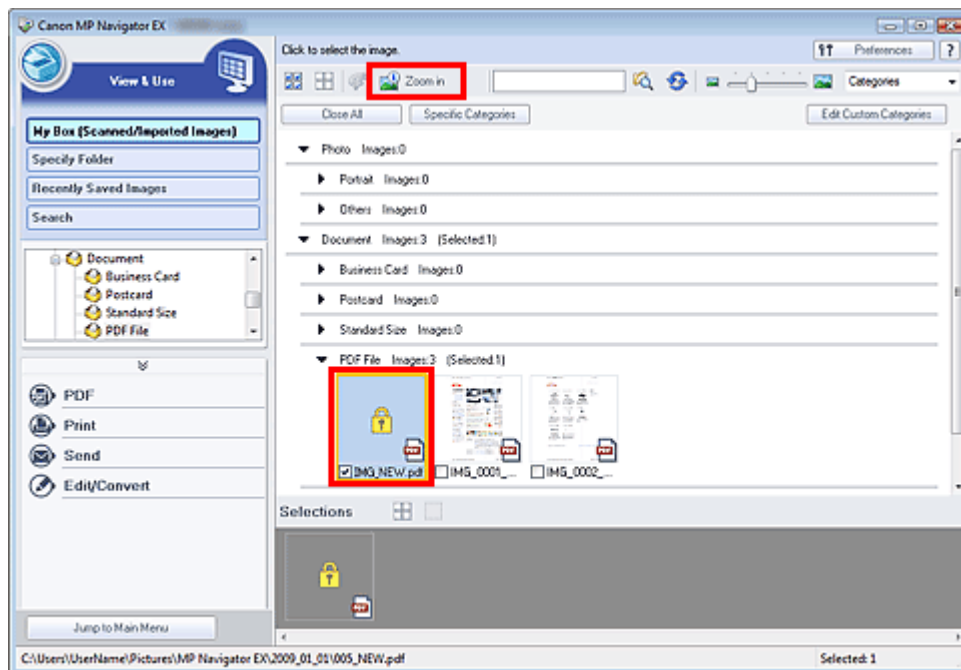 Canon MP Navigator EX
View & Use
My Box (Scanned/Imported Images)
Specify Folder
Recently Saved Images
Search
Document
Business Card
Postcard
Standard Size
PDF File
PDF
Print
Send
Edit/Convert
Jump to Main Menu
Click to select the image.
Preferences
?
Zoom in
Categories
Close All
Specific Categories
Edit Custom Categories
Photo Images:0
Portrait Images:0
Others Images:0
Document Images:3 (Selected:1)
Business Card Images:0
Postcard Images:0
Standard Size Images:0
PDF File Images:3 (Selected:1)
PDF
PDF
PDF
IMG_NEW.pdf
IMG_0001_...
IMG_0002_...
Selections
PDF
C:\Users\UserName\Pictures\MP Navigator EX\2009_01_01\005_NEW.pdf
Selected: 1